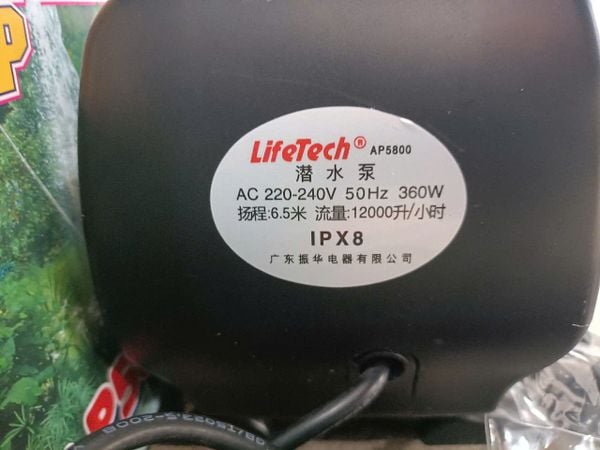 LifeTech® AP5800
潜水泵
AC 220-240V 50Hz 360W
扬程:6.5米 流量:12000升/小时
IPX8
广东振华电器有限公司